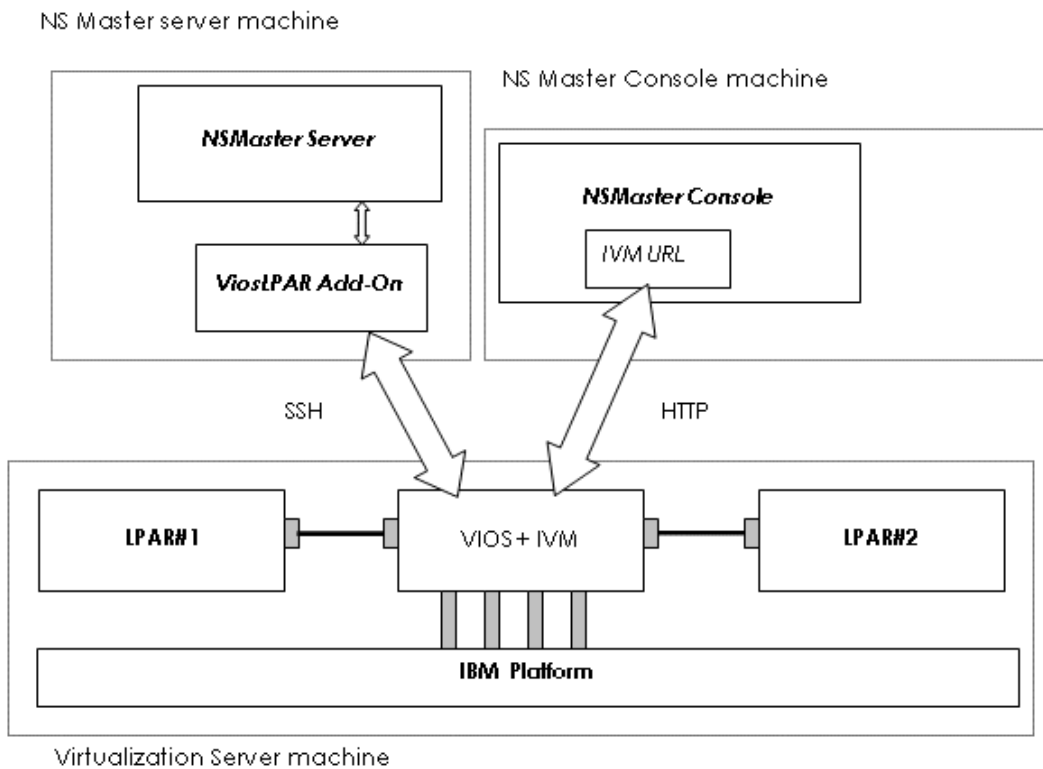 NS Master server machine
NS Master Console machine
NSMaster Server
NSMaster Console
IVM URL
ViosLPAR Add-On
SSH
HTTP
LPAR#1
VIOS + IVM
LPAR#2
IBM Platform
Virtualization Server machine